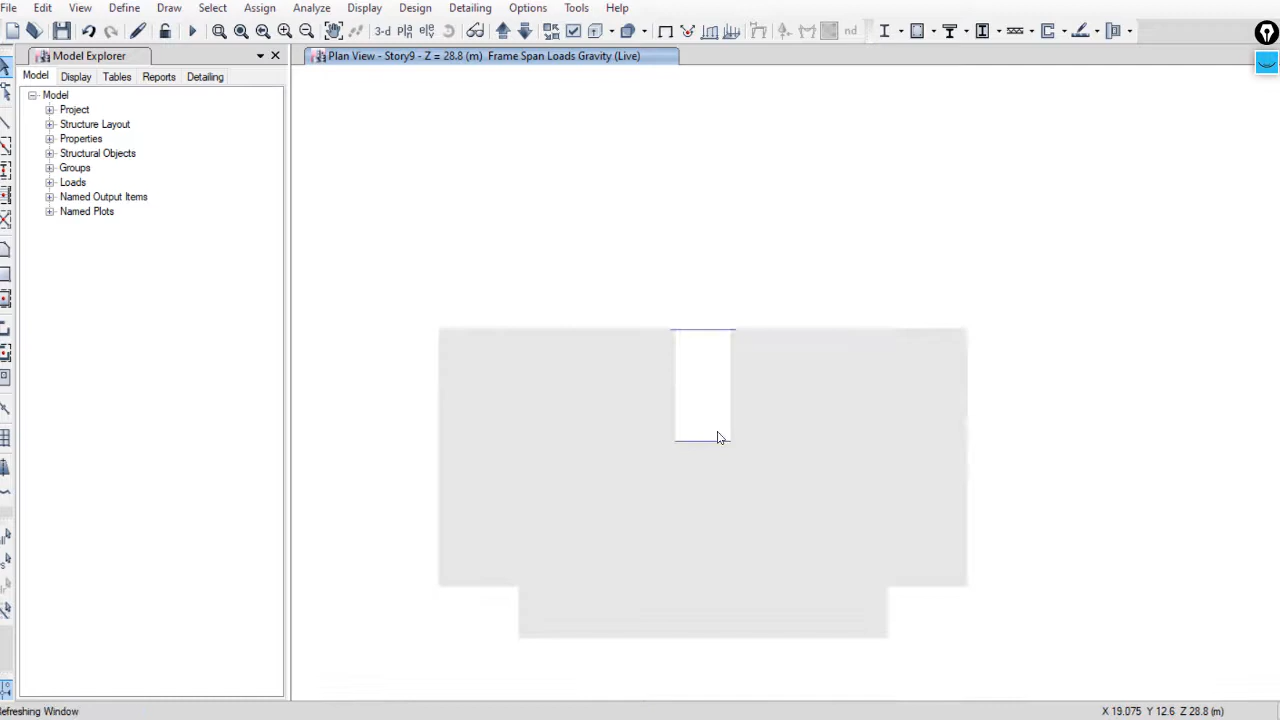 File Edit View Define Draw Select Assign Analyze Display Design Detailing Options Tools Help
3-d nd
Model Explorer
Plan View - Story9 - Z = 28.8 (m) Frame Span Loads Gravity (Live)
Model Display Tables Reports Detailing
Model
Project
Structure Layout
Properties
Structural Objects
Groups
Loads
Named Output Items
Named Plots
Refreshing Window
X 19.075 Y 12.6 Z 28.8 (m)